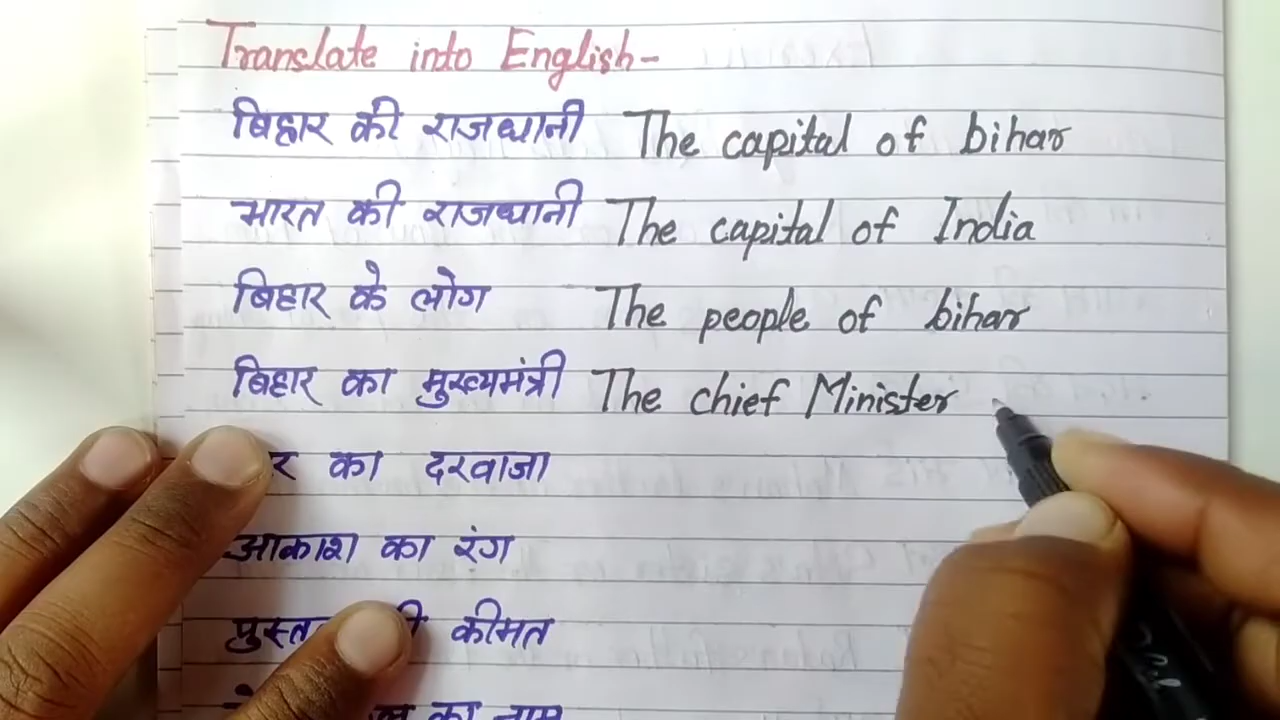 Translate into English-
बिहार की राजधानी The capital of bihar
भारत की राजधानी The capital of India
बिहार के लोग The people of bihar
बिहार का मुख्यमंत्री The chief Minister
का दरवाजा
आकाश का रंग
कीमत
का नाम